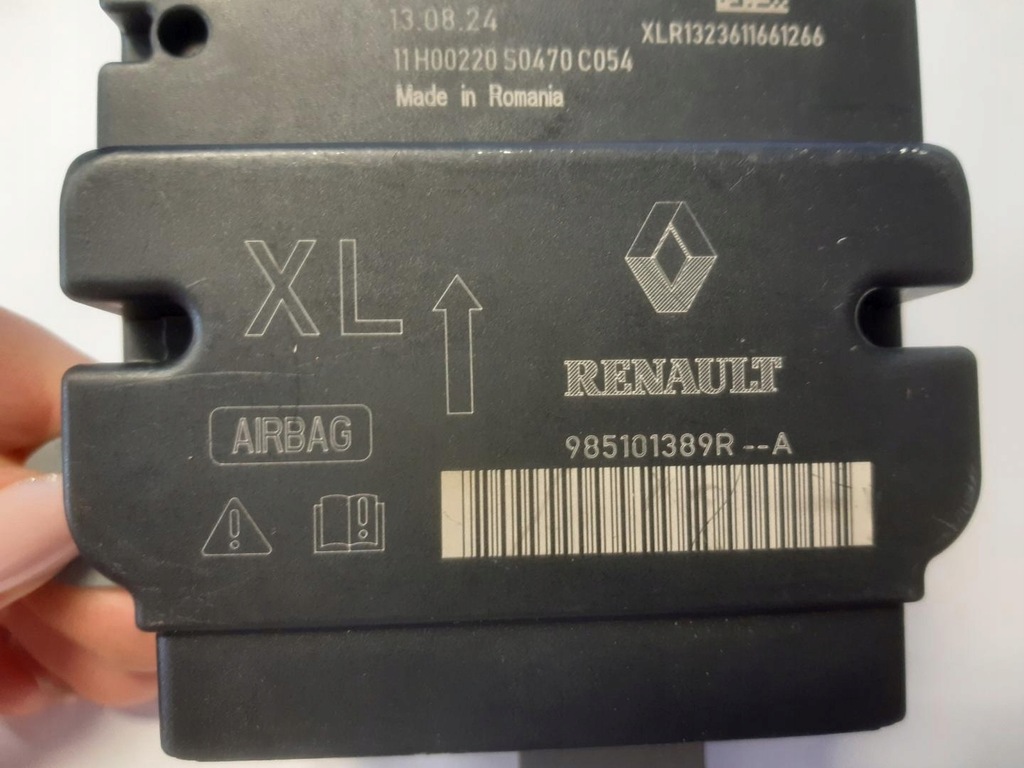 13.08.24
XLR1323611661266
11H00220 S0470 C054
Made in Romania
XL
RENAULT
AIRBAG
985101389R --A